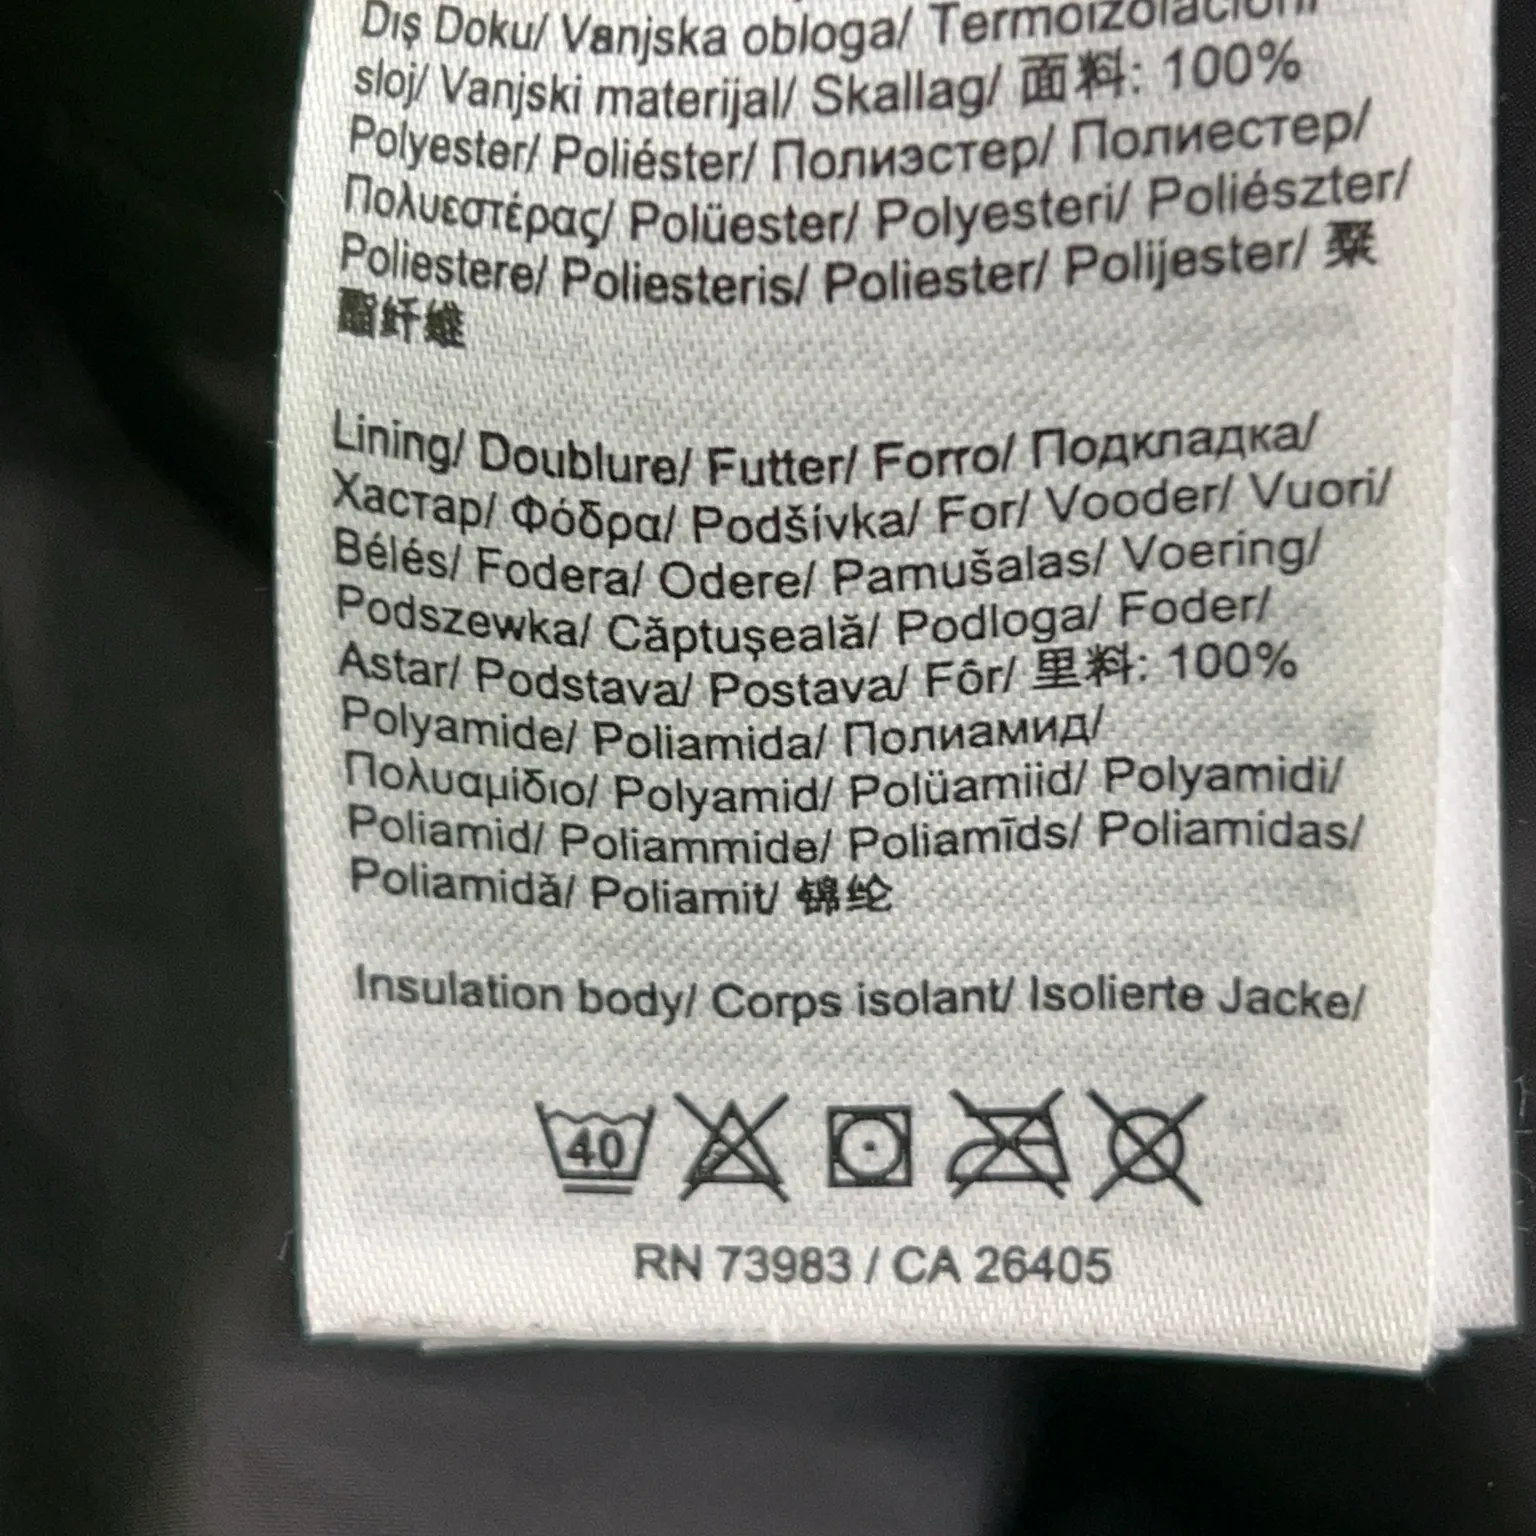 Dış Doku/ Vanjska obloga/ Termoizolacioni
sloj/ Vanjski materijal/ Skallag/ 面料: 100%
Polyester/ Poliéster/ Полиэстер/ Полиестер/
Πολυεστέρας/ Polüester/ Polyesteri/ Poliészter/
Poliestere/ Poliesteris/ Poliester/ Polijester/ 聚
酯纤维
Lining/ Doublure/ Futter/ Forro/ Подкладка/
Хастар/ Φόδρα/ Podšívka/ For/ Vooder/ Vuori/
Bélés/ Fodera/ Odere/ Pamušalas/ Voering/
Podszewka/ Căptuşeală/ Podloga/ Foder/
Astar/ Podstava/ Postava/ Fôr/ 里料: 100%
Polyamide/ Poliamida/ Полиамид/
Πολυαμίδιο/ Polyamid/ Polüamiid/ Polyamidi/
Poliamid/ Poliammide/ Poliamīds/ Poliamidas/
Poliamidă/ Poliamit/ 锦纶
Insulation body/ Corps isolant/ Isolierte Jacke/
40
RN 73983 / CA 26405